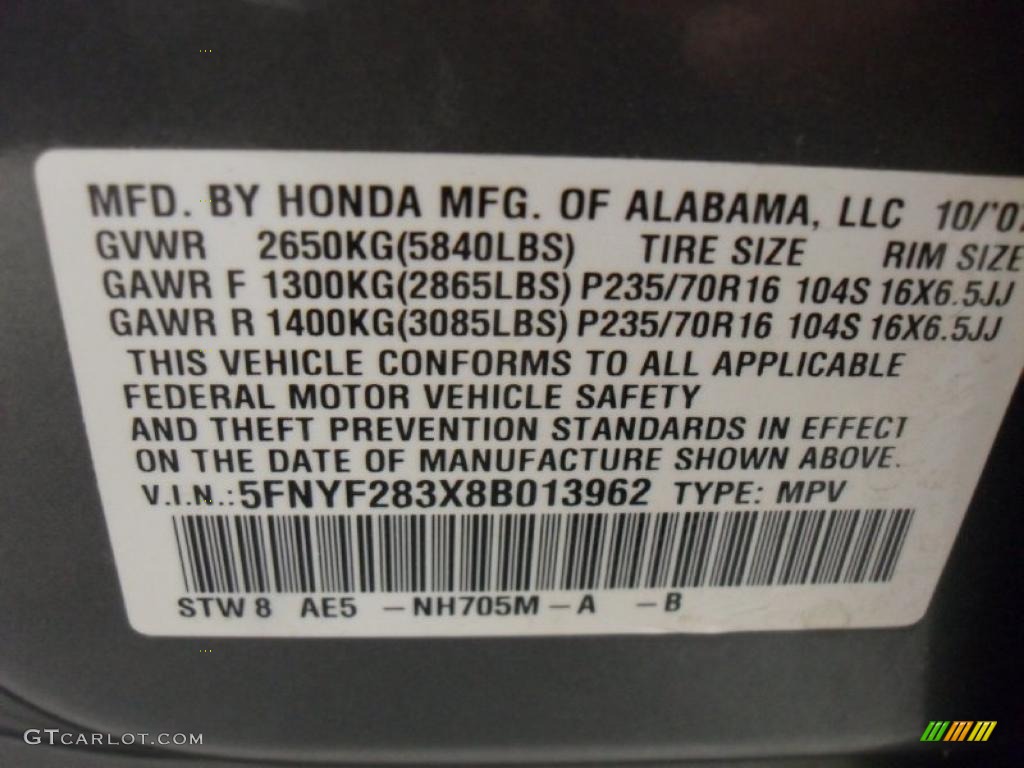 MFD. BY HONDA MFG. OF ALABAMA, LLC 10/07
GVWR 2650KG(5840LBS) TIRE SIZE RIM SIZE
GAWR F 1300KG(2865LBS) P235/70R16 104S 16X6.5JJ
GAWR R 1400KG(3085LBS) P235/70R16 104S 16X6.5JJ
THIS VEHICLE CONFORMS TO ALL APPLICABLE
FEDERAL MOTOR VEHICLE SAFETY
AND THEFT PREVENTION STANDARDS IN EFFECT
ON THE DATE OF MANUFACTURE SHOWN ABOVE.
V.I.N.: 5FNYF283X8B013962 TYPE: MPV
STW 8 AE5 -NH705M-A -B
GTCARLOT.COM